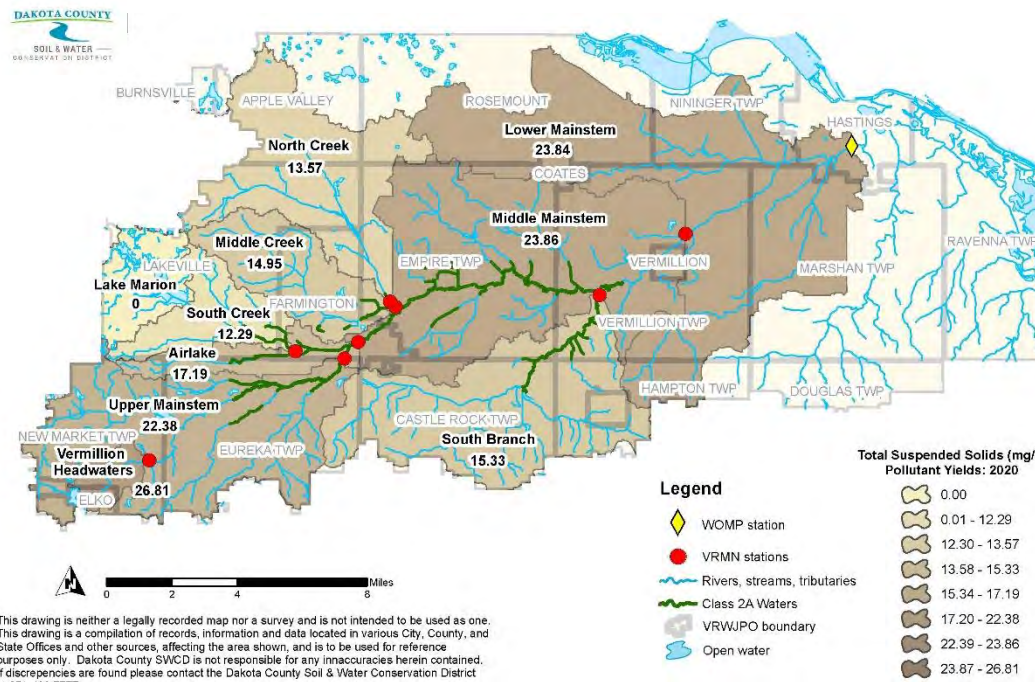 DAKOTA COUNTY
SOIL & WATER
CONSERVATION DISTRICT
BURNSVILLE
APPLE VALLEY
ROSEMOUNT
NININGER TWP
HASTINGS
Lower Mainstem
23.84
North Creek
13.57
COATES
Middle Mainstem
23.86
Middle Creek
14.95
LAKEVILLE
EMPIRE TWP
VERMILLION
RAVENNA TWP
MARSHAN TWP
Lake Marion
0
FARMINGTON
South Creek
12.29
VERMILLION TWP
Airlake
17.19
HAMPTON TWP
DOUGLAS TWP
Upper Mainstem
22.38
CASTLE ROCK TWP
NEW MARKET TWP
EUREKA TWP
South Branch
15.33
Vermillion
Headwaters
26.81
ELKO
Total Suspended Solids (mg/
Pollutant Yields: 2020
0.00
0.01 - 12.29
12.30 - 13.57
13.58 - 15.33
15.34 - 17.19
17.20 - 22.38
22.39 - 23.86
23.87 - 26.81
Legend
WOMP station
VRMN stations
Rivers, streams, tributaries
Class 2A Waters
VRWJPO boundary
Open water
N
0 2 4 8 Miles
This drawing is neither a legally recorded map nor a survey and is not intended to be used as one.
This drawing is a compilation of records, information and data located in various City, County, and
State Offices and other sources, affecting the area shown, and is to be used for reference
purposes only. Dakota County SWCD is not responsible for any innaccuracies herein contained.
If discrepancies are found please contact the Dakota County Soil & Water Conservation District